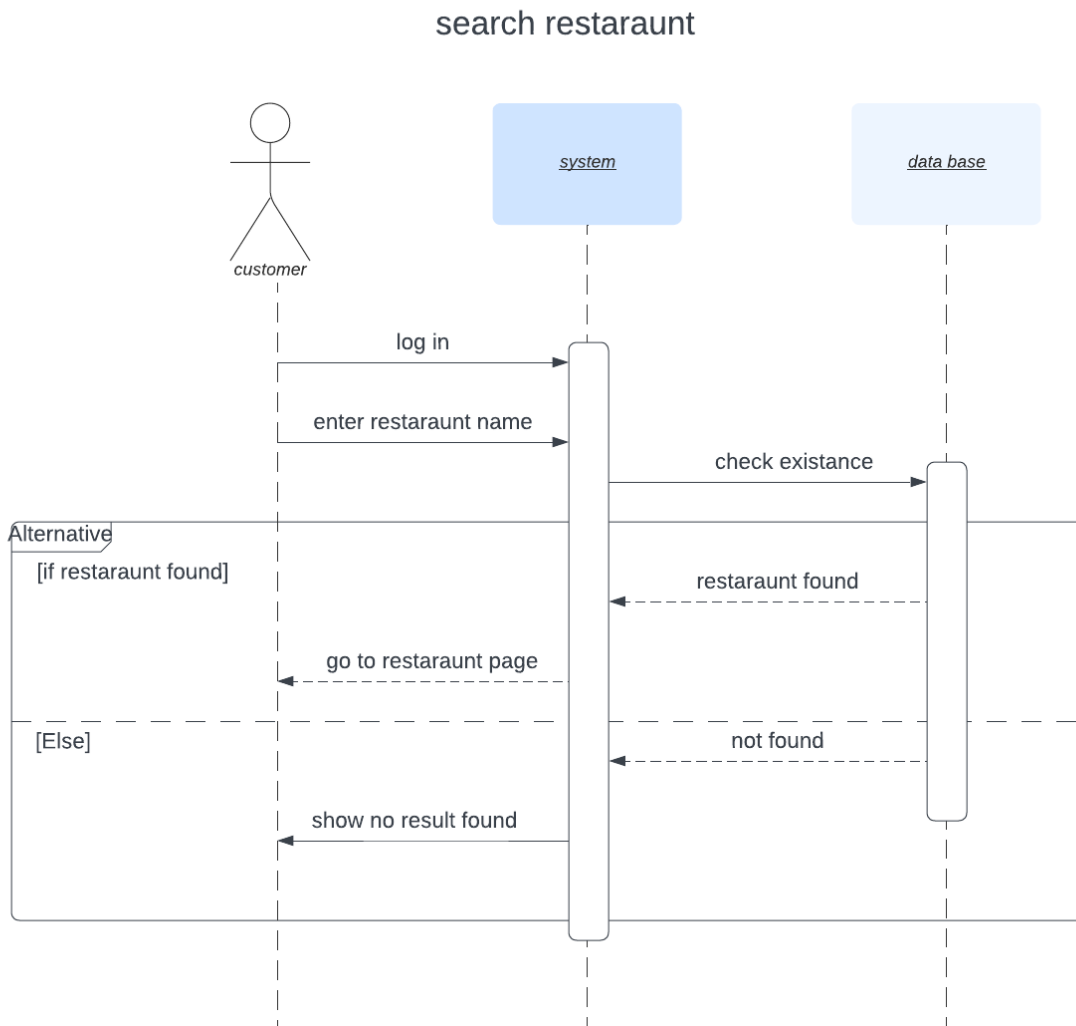 search restaraunt
system
data base
customer
log in
enter restaraunt name
check existance
Alternative
[if restaraunt found]
restaraunt found
go to restaraunt page
[Else]
not found
show no result found